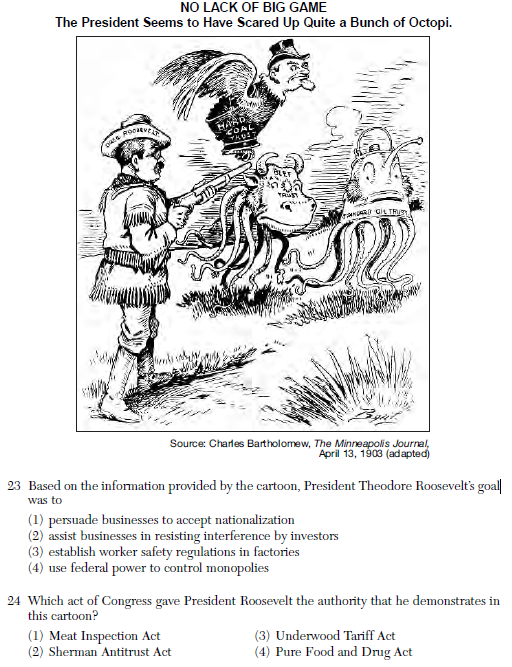 NO LACK OF BIG GAME
The President Seems to Have Scared Up Quite a Bunch of Octopi.
HARD
COAL
ROOSEVELT
BEEF
TRUST
STANDARD OIL TRUST
Source: Charles Bartholomew, The Minneapolis Journal,
April 13, 1903 (adapted)
23 Based on the information provided by the cartoon, President Theodore Roosevelt's goal
was to
(1) persuade businesses to accept nationalization
(2) assist businesses in resisting interference by investors
(3) establish worker safety regulations in factories
(4) use federal power to control monopolies
24 Which act of Congress gave President Roosevelt the authority that he demonstrates in
this cartoon?
(1) Meat Inspection Act (3) Underwood Tariff Act
(2) Sherman Antitrust Act (4) Pure Food and Drug Act